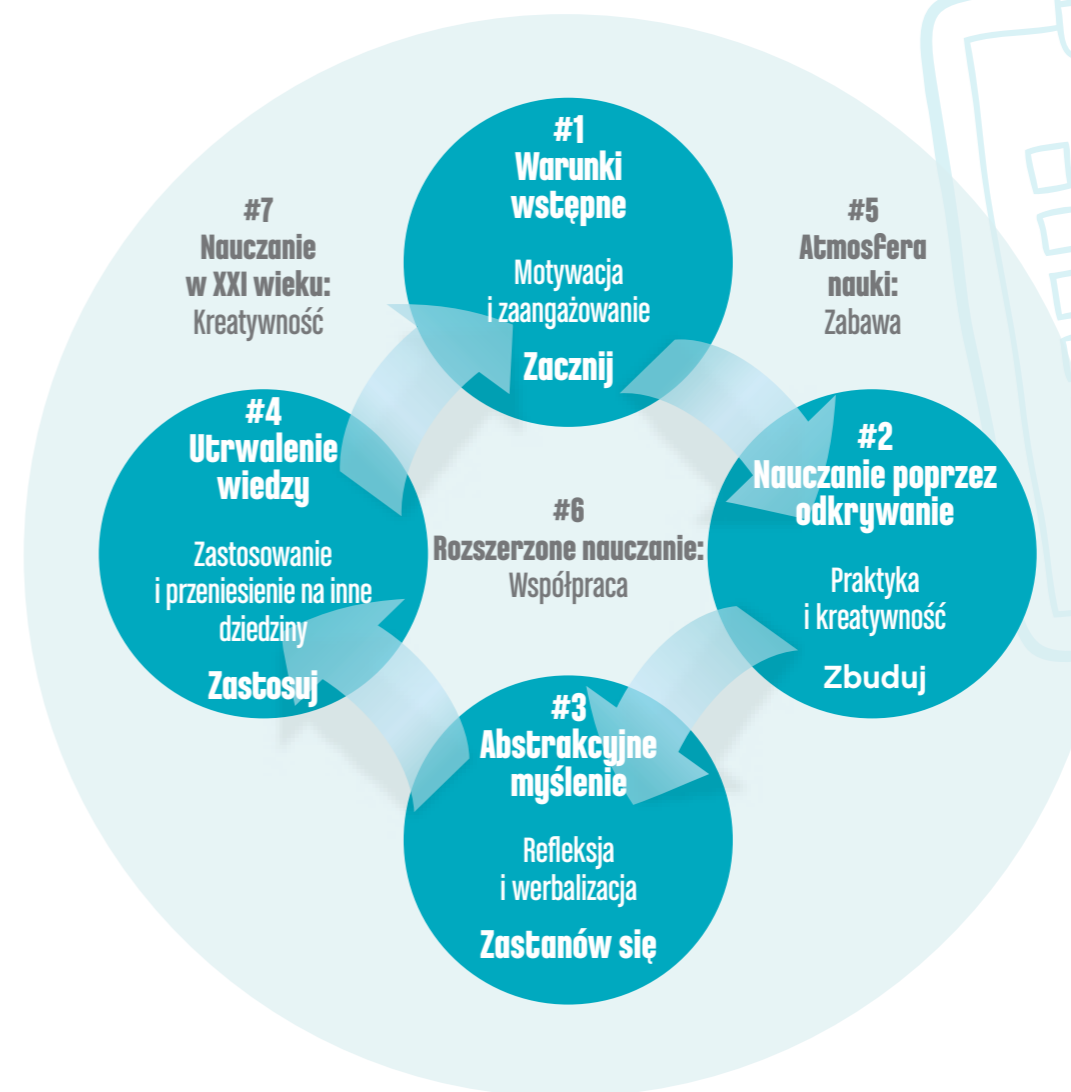 #1
Warunki
wstępne
Motywacja
i zaangażowanie
Zacznij
#2
Nauczanie poprzez
odkrywanie
Praktyka
i kreatywność
Zbuduj
#3
Abstrakcyjne
myślenie
Refleksja
i werbalizacja
Zastanów się
#4
Utrwalenie
wiedzy
Zastosowanie
i przeniesienie na inne
dziedziny
Zastosuj
#5
Atmosfera
nauki:
Zabawa
#6
Rozszerzone nauczanie:
Współpraca
#7
Nauczanie
w XXI wieku:
Kreatywność